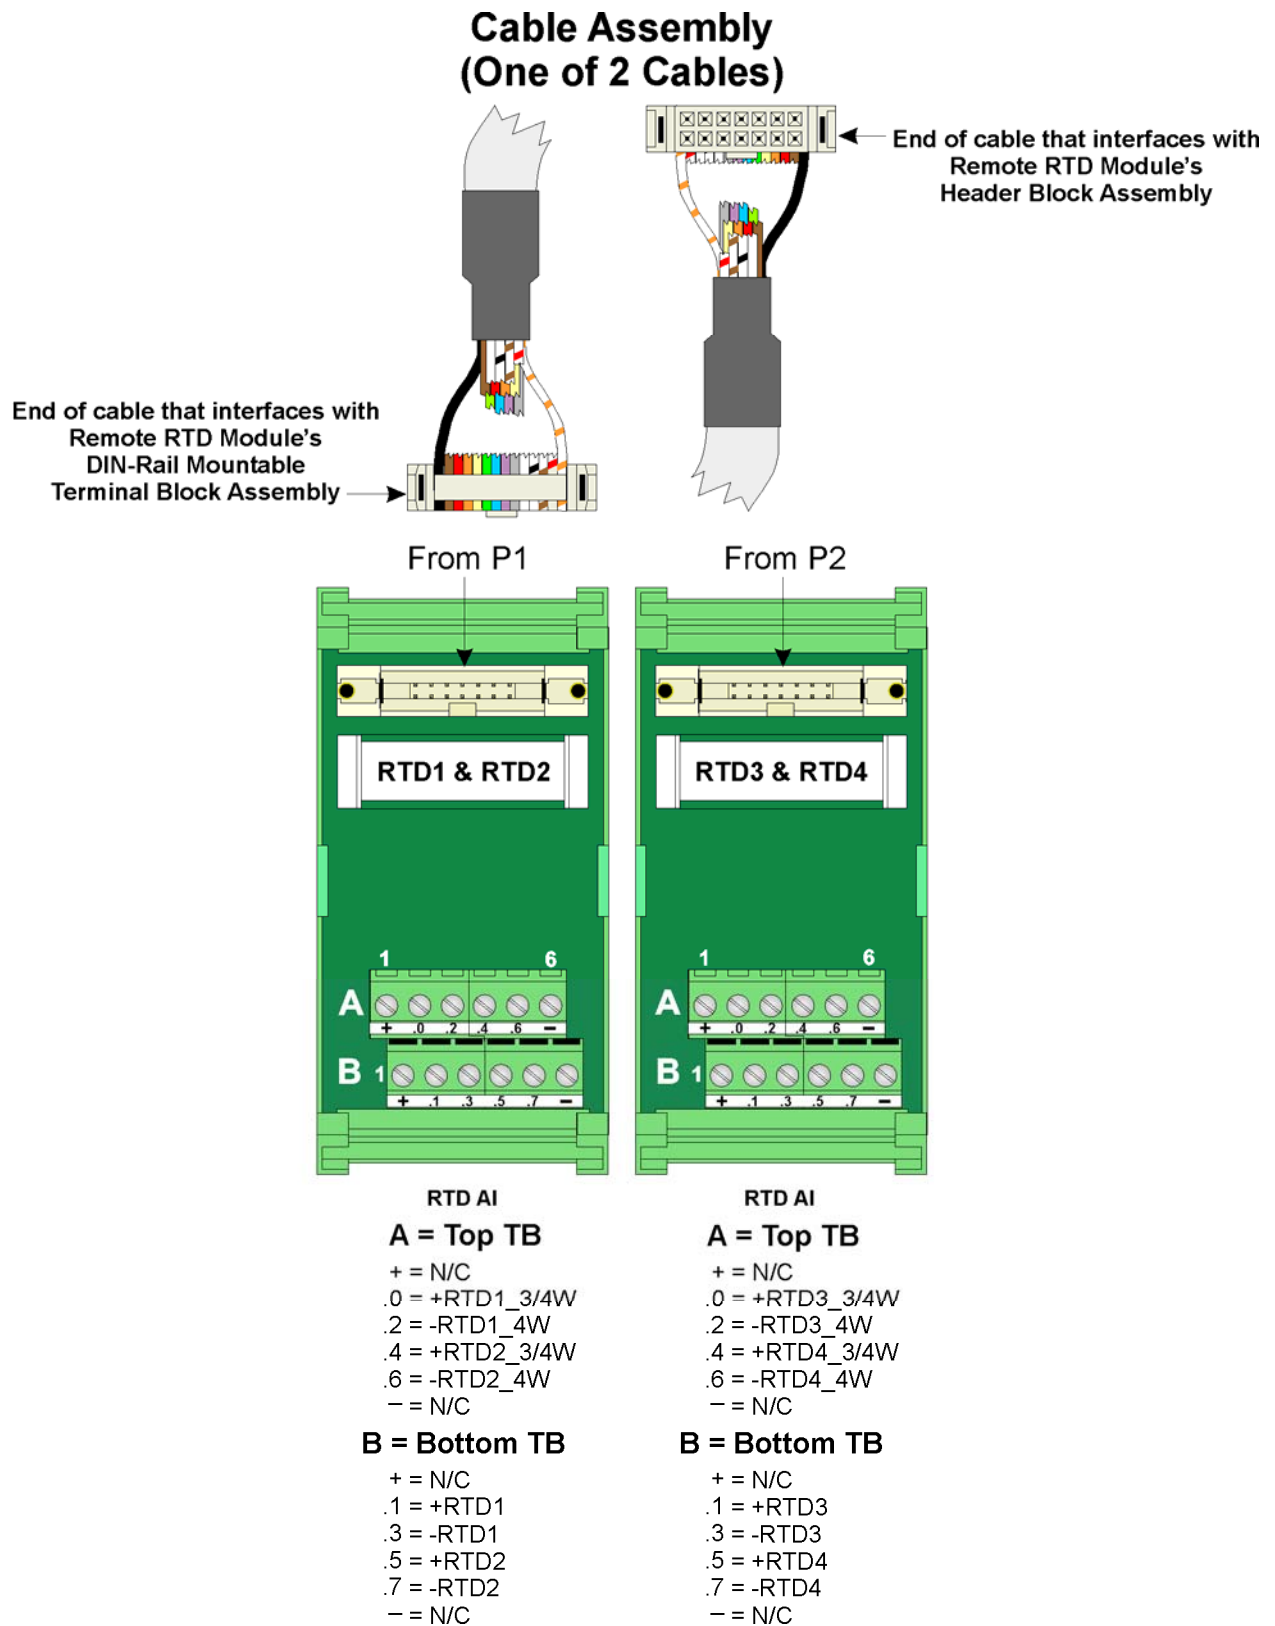 Cable Assembly
(One of 2 Cables)
End of cable that interfaces with
Remote RTD Module's
Header Block Assembly
End of cable that interfaces with
Remote RTD Module's
DIN-Rail Mountable
Terminal Block Assembly
From P1
From P2
RTD1 & RTD2
RTD3 & RTD4
1 6
A
+ .0 .2 .4 .6 −
B 1
+ .1 .3 .5 .7 −
1 6
A
+ .0 .2 .4 .6 −
B 1
+ .1 .3 .5 .7 −
RTD AI
A = Top TB
+ = N/C
.0 = +RTD1_3/4W
.2 = -RTD1_4W
.4 = +RTD2_3/4W
.6 = -RTD2_4W
− = N/C
B = Bottom TB
+ = N/C
.1 = +RTD1
.3 = -RTD1
.5 = +RTD2
.7 = -RTD2
− = N/C
RTD AI
A = Top TB
+ = N/C
.0 = +RTD3_3/4W
.2 = -RTD3_4W
.4 = +RTD4_3/4W
.6 = -RTD4_4W
− = N/C
B = Bottom TB
+ = N/C
.1 = +RTD3
.3 = -RTD3
.5 = +RTD4
.7 = -RTD4
− = N/C